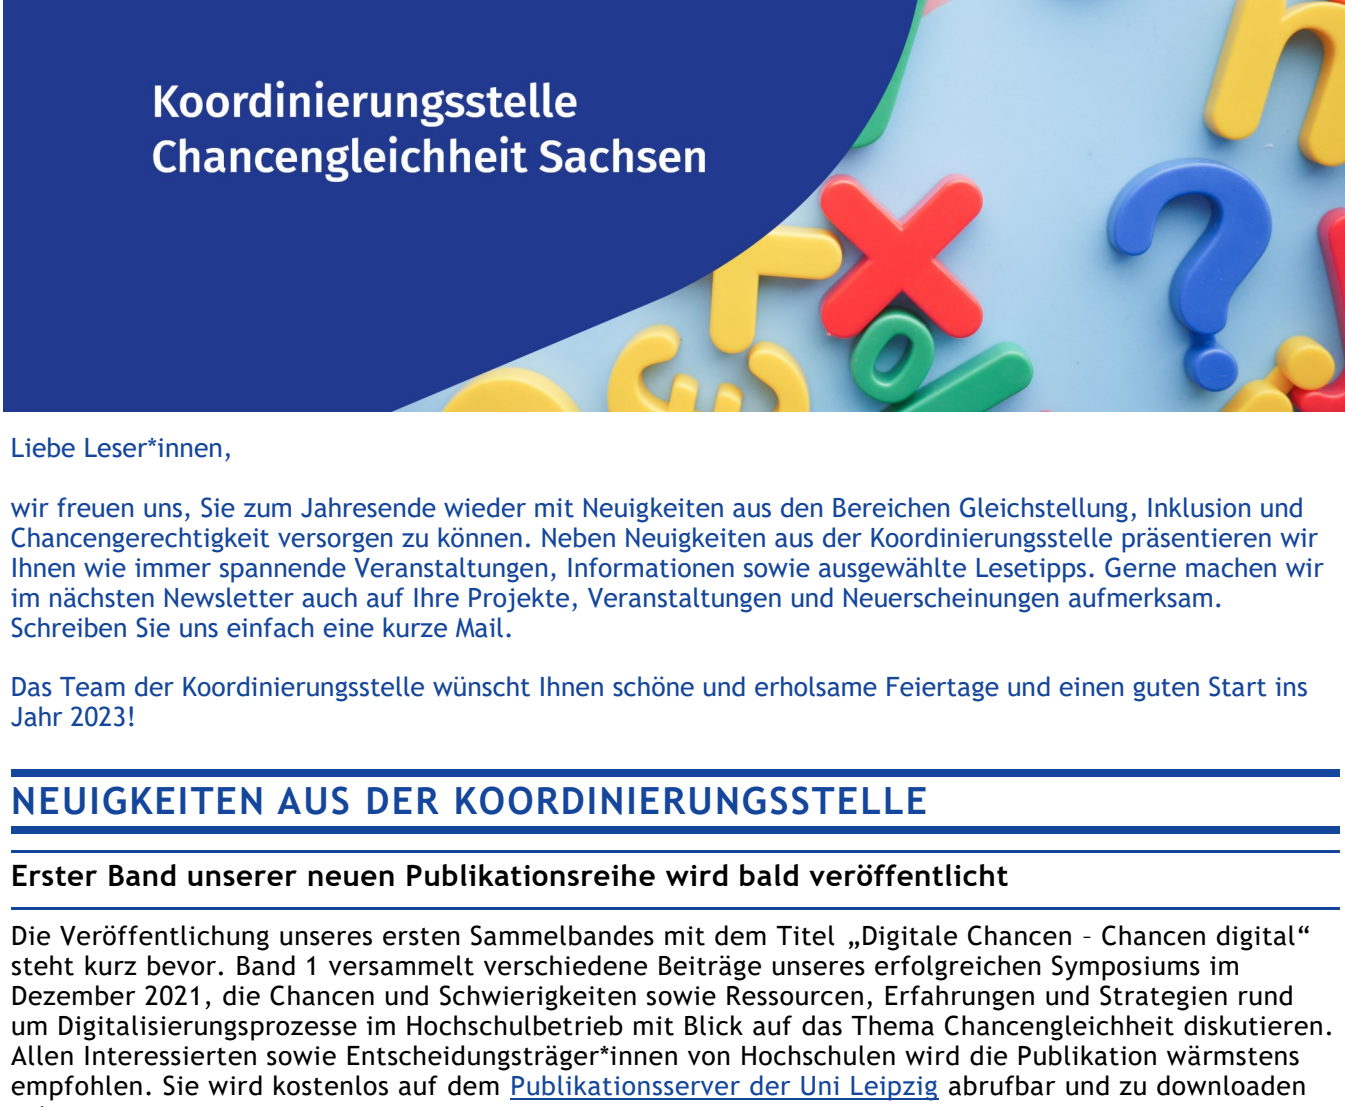 Koordinierungsstelle
Chancengleichheit Sachsen
Liebe Leser*innen,
wir freuen uns, Sie zum Jahresende wieder mit Neuigkeiten aus den Bereichen Gleichstellung, Inklusion und
Chancengerechtigkeit versorgen zu können. Neben Neuigkeiten aus der Koordinierungsstelle präsentieren wir
Ihnen wie immer spannende Veranstaltungen, Informationen sowie ausgewählte Lesetipps. Gerne machen wir
im nächsten Newsletter auch auf Ihre Projekte, Veranstaltungen und Neuerscheinungen aufmerksam.
Schreiben Sie uns einfach eine kurze Mail.
Das Team der Koordinierungsstelle wünscht Ihnen schöne und erholsame Feiertage und einen guten Start ins
Jahr 2023!
NEUIGKEITEN AUS DER KOORDINIERUNGSSTELLE
Erster Band unserer neuen Publikationsreihe wird bald veröffentlicht
Die Veröffentlichung unseres ersten Sammelbandes mit dem Titel „Digitale Chancen – Chancen digital“
steht kurz bevor. Band 1 versammelt verschiedene Beiträge unseres erfolgreichen Symposiums im
Dezember 2021, die Chancen und Schwierigkeiten sowie Ressourcen, Erfahrungen und Strategien rund
um Digitalisierungsprozesse im Hochschulbetrieb mit Blick auf das Thema Chancengleichheit diskutieren.
Allen Interessierten sowie Entscheidungsträger*innen von Hochschulen wird die Publikation wärmstens
empfohlen. Sie wird kostenlos auf dem Publikationsserver der Uni Leipzig abrufbar und zu downloaden